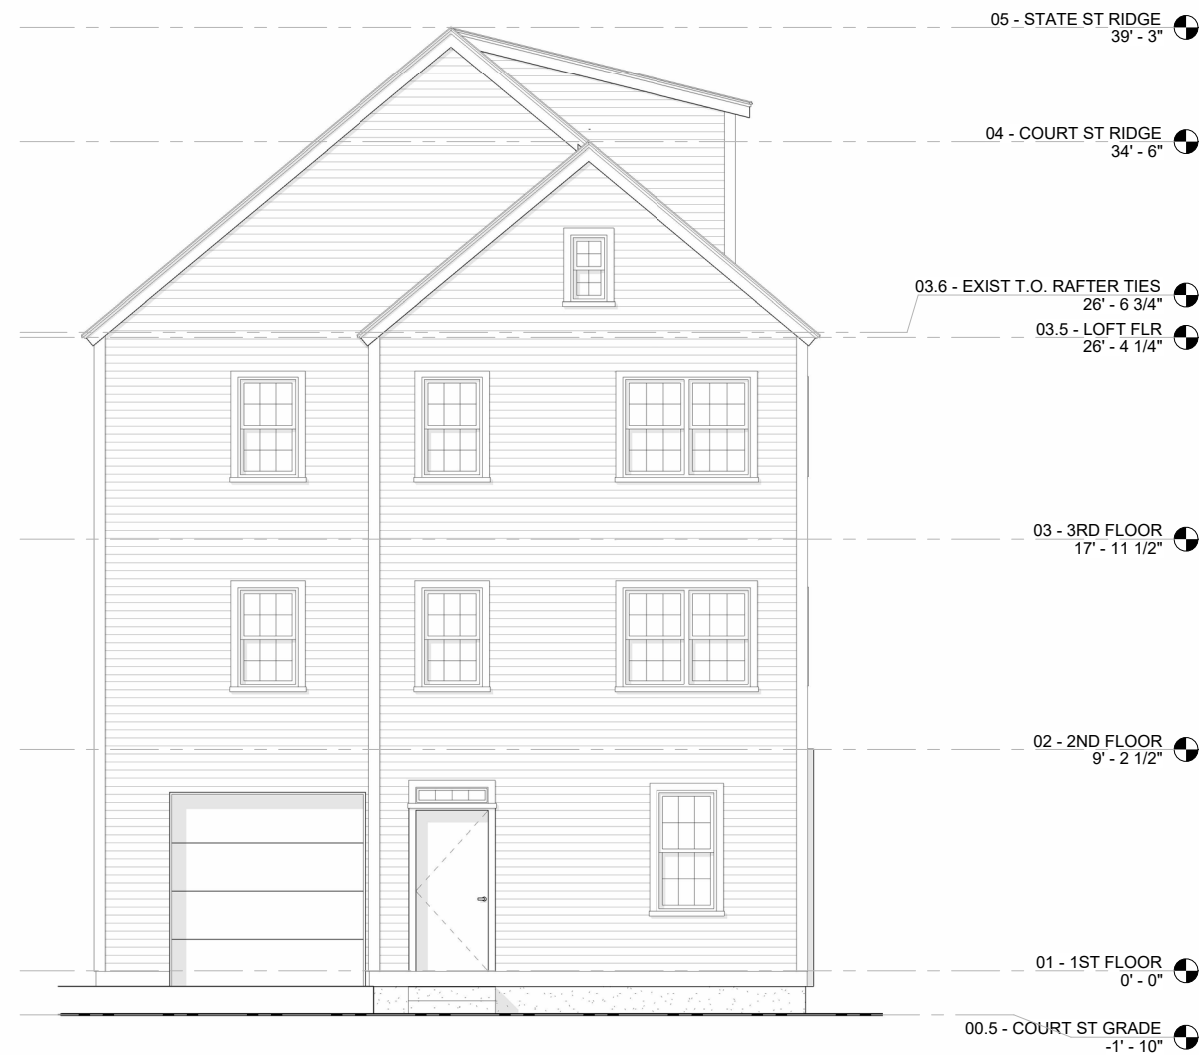 05 - STATE ST RIDGE
39' - 3"
04 - COURT ST RIDGE
34' - 6"
03.6 - EXIST T.O. RAFTER TIES
26' - 6 3/4"
03.5 - LOFT FLR
26' - 4 1/4"
03 - 3RD FLOOR
17' - 11 1/2"
02 - 2ND FLOOR
9' - 2 1/2"
01 - 1ST FLOOR
0' - 0"
00.5 - COURT ST GRADE
-1' - 10"